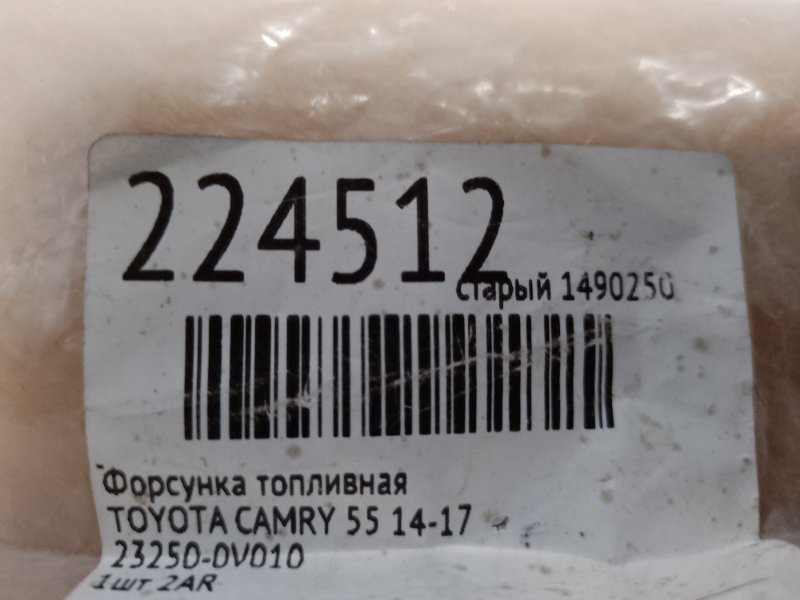 224512
старый 1490250
Форсунка топливная
TOYOTA CAMRY 55 14-17
23250-0V010
1шт 2AR